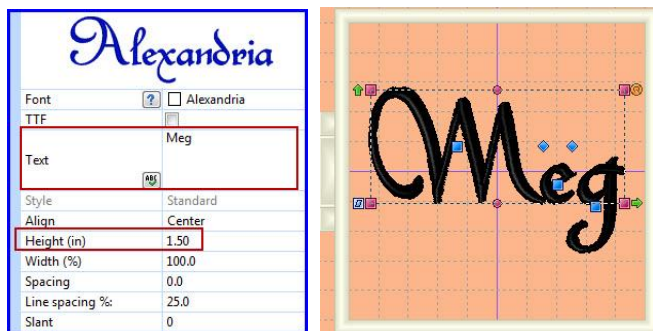 Alexandria
Font ? Alexandria
TTF
Text Meg
ABC
Style Standard
Align Center
Height (in) 1.50
Width (%) 100.0
Spacing 0.0
Line spacing %: 25.0
Slant 0
Meg